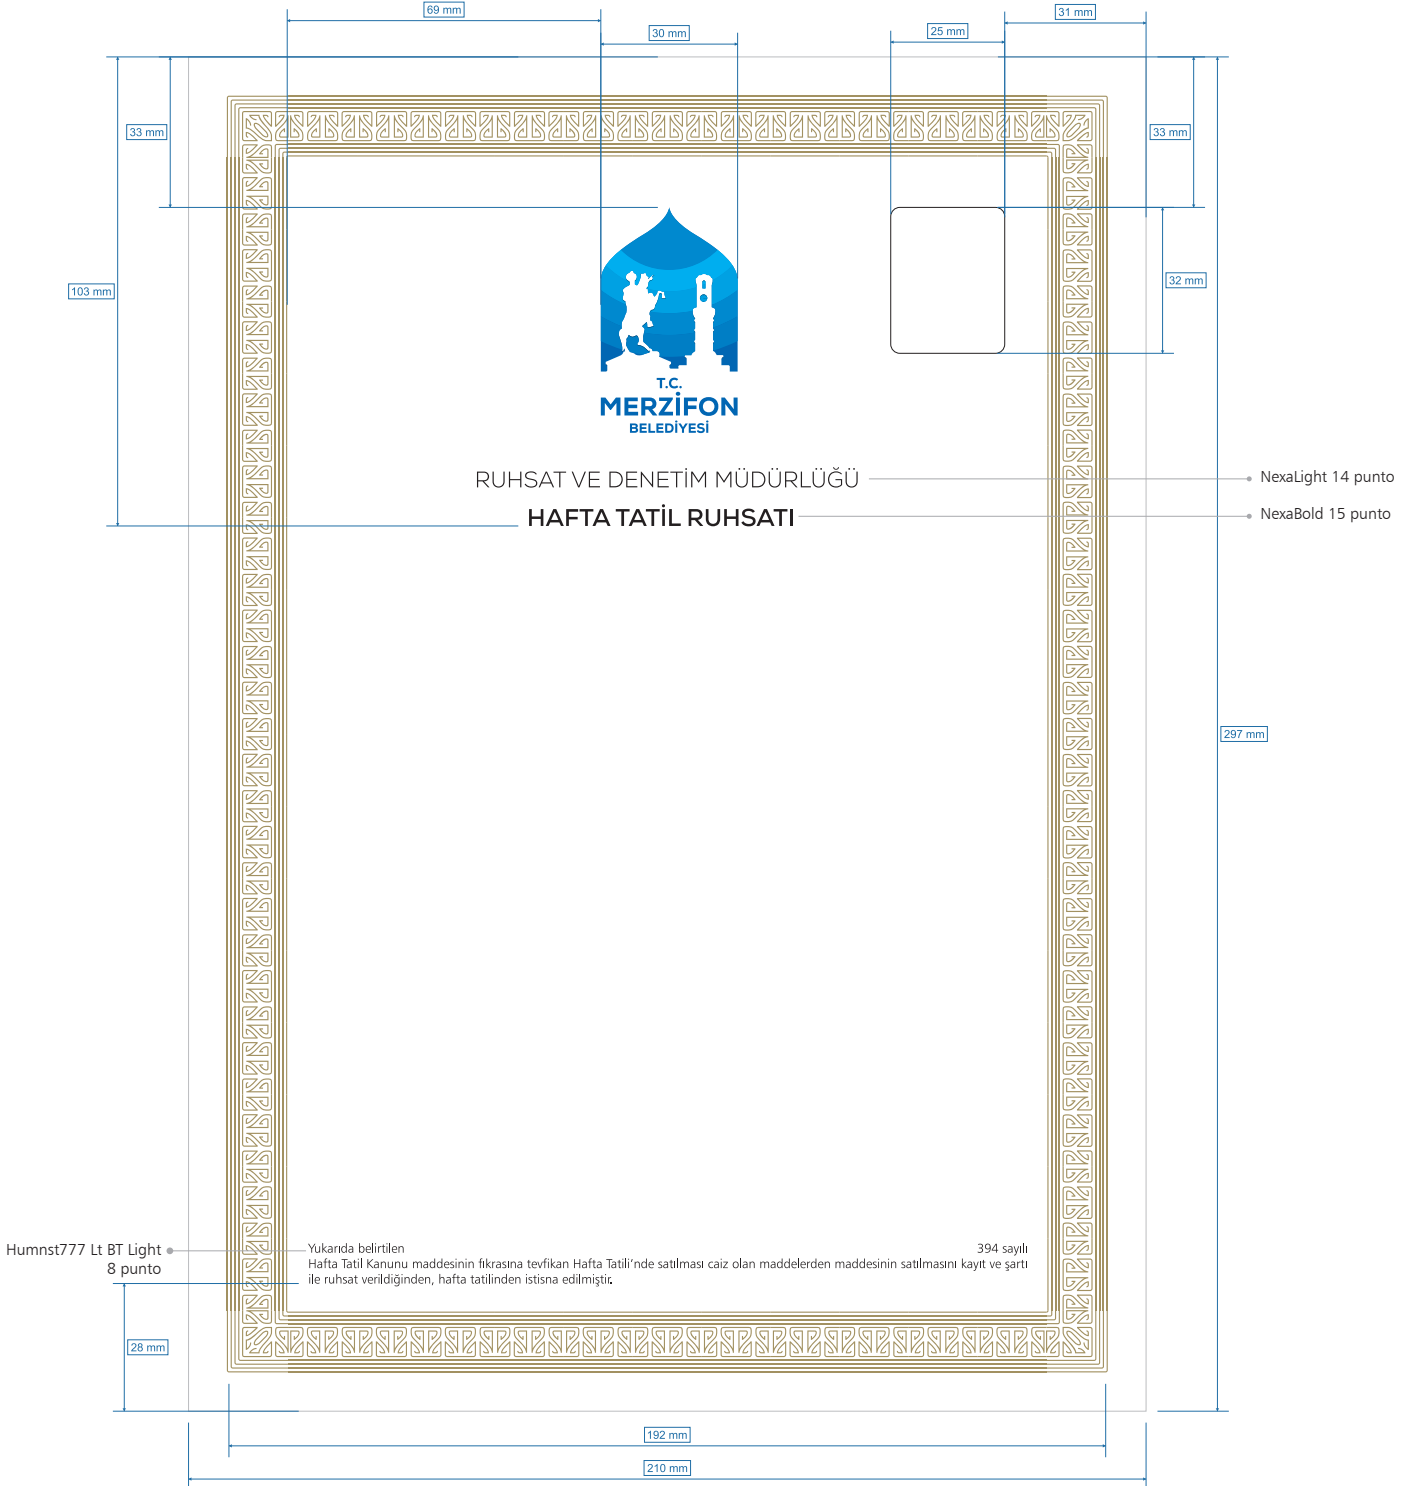 69 mm
31 mm
30 mm
25 mm
33 mm
33 mm
103 mm
32 mm
T.C.
MERZİFON
BELEDİYESİ
RUHSAT VE DENETİM MÜDÜRLÜĞÜ
NexaLight 14 punto
HAFTA TATİL RUHSATI
NexaBold 15 punto
297 mm
Humnst777 Lt BT Light
8 punto
Yukarıda belirtilen 394 sayılı
Hafta Tatil Kanunu maddesinin fıkrasına tevfikan Hafta Tatili’nde satılması caiz olan maddelerden maddesinin satılmasını kayıt ve şartı
ile ruhsat verildiğinden, hafta tatilinden istisna edilmiştir.
28 mm
192 mm
210 mm